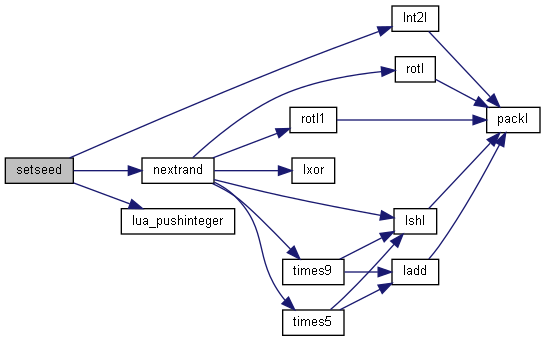 Int2I
rotl
rotl1
packI
setseed
nextrand
Ixor
lua_pushinteger
Ishl
times9
Iadd
times5